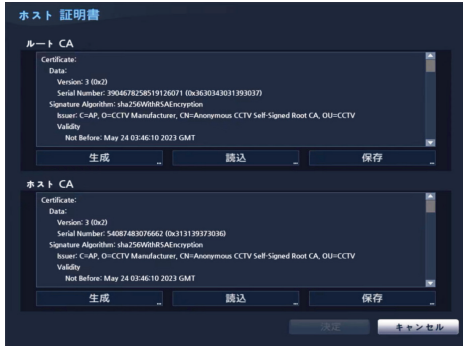 ホスト 証明書
ルート CA
Certificate:
Data:
Version: 3 (0x2)
Serial Number: 3904678258519126071 (0x3630343031393037)
Signature Algorithm: sha256WithRSAEncryption
Issuer: C=AP, O=CCTV Manufacturer, CN=Anonymous CCTV Self-Signed Root CA, OU=CCTV
Validity
Not Before: May 24 03:46:10 2023 GMT
生成 ... 読込 ... 保存 ...
ホスト CA
Certificate:
Data:
Version: 3 (0x2)
Serial Number: 54087483076662 (0x313139373036)
Signature Algorithm: sha256WithRSAEncryption
Issuer: C=AP, O=CCTV Manufacturer, CN=Anonymous CCTV Self-Signed Root CA, OU=CCTV
Validity
Not Before: May 24 03:46:10 2023 GMT
生成 ... 読込 ... 保存 ...
決定 キャンセル